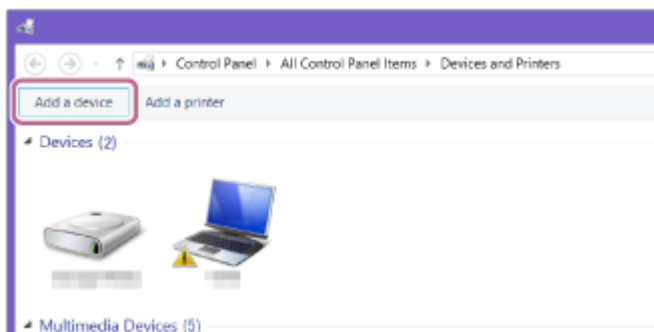 Control Panel ▸ All Control Panel Items ▸ Devices and Printers
Add a device Add a printer
Devices (2)
Multimedia Devices (5)